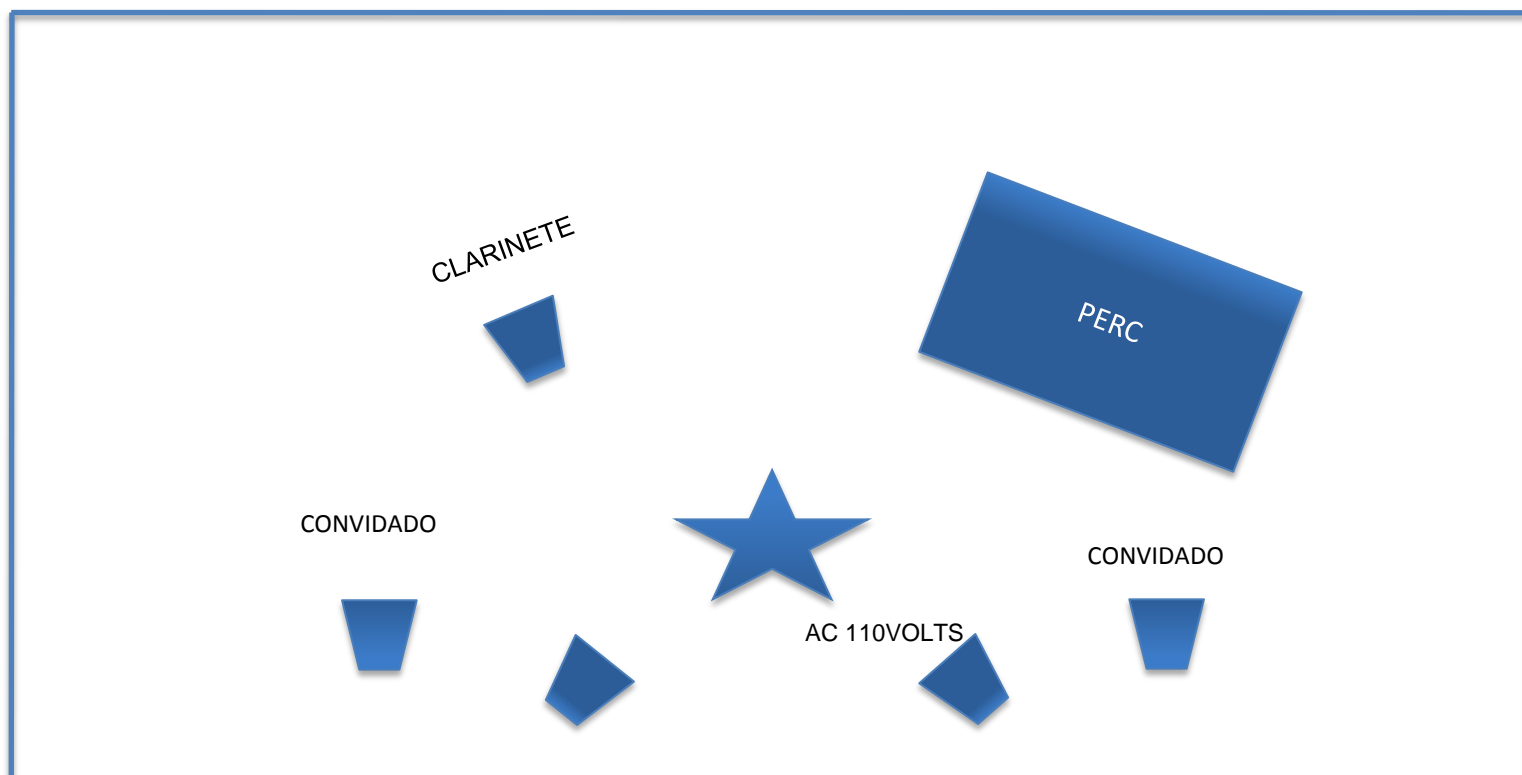 CLARINETE
PERC
CONVIDADO
CONVIDADO
AC 110VOLTS